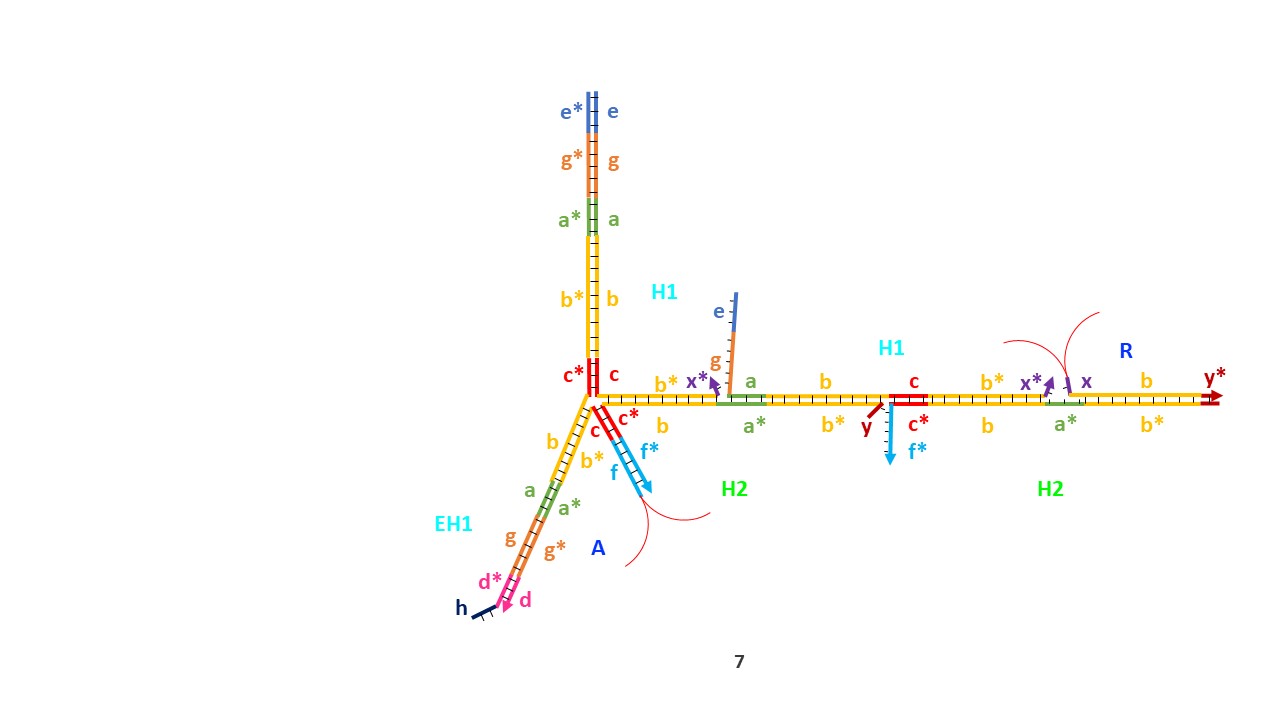 e* e
g* g
a* a
b* b
H1
e
g
H1
R
c* c
b* x* a b c b* x* x b y*
b c c* b a* b* y c* b a* b*
b* f f* f*
a a*
EH1 g g* A H2 H2
d* d
h
7